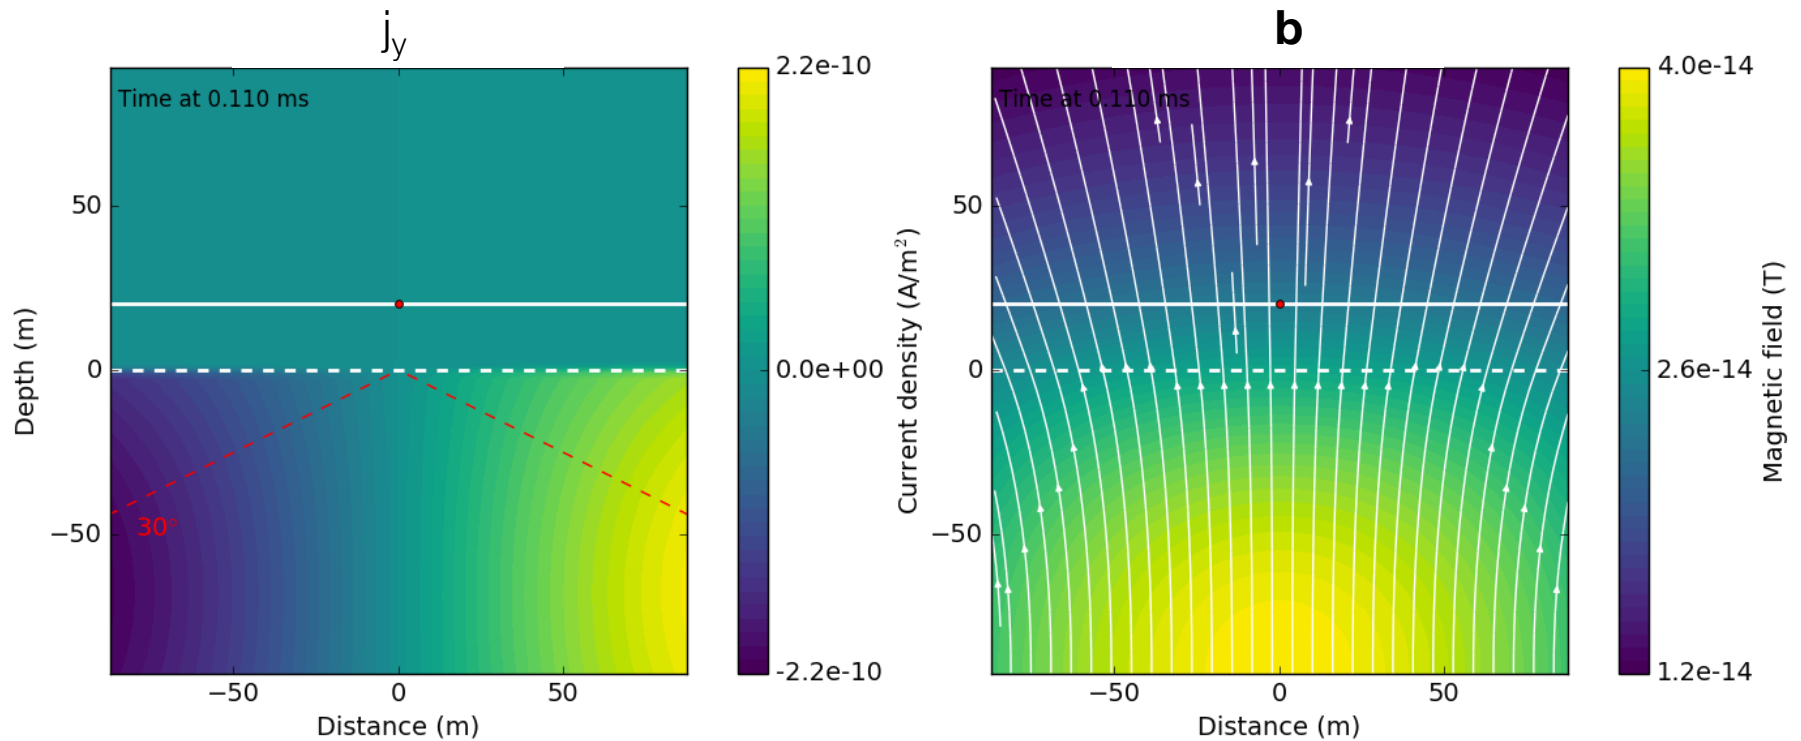 j_y
Time at 0.110 ms
50
0
−50
−50
0
50
Depth (m)
Distance (m)
2.2e-10
0.0e+00
-2.2e-10
Current density (A/m²)
30°
b
Time at 0.110 ms
50
0
−50
−50
0
50
Distance (m)
4.0e-14
2.6e-14
1.2e-14
Magnetic field (T)